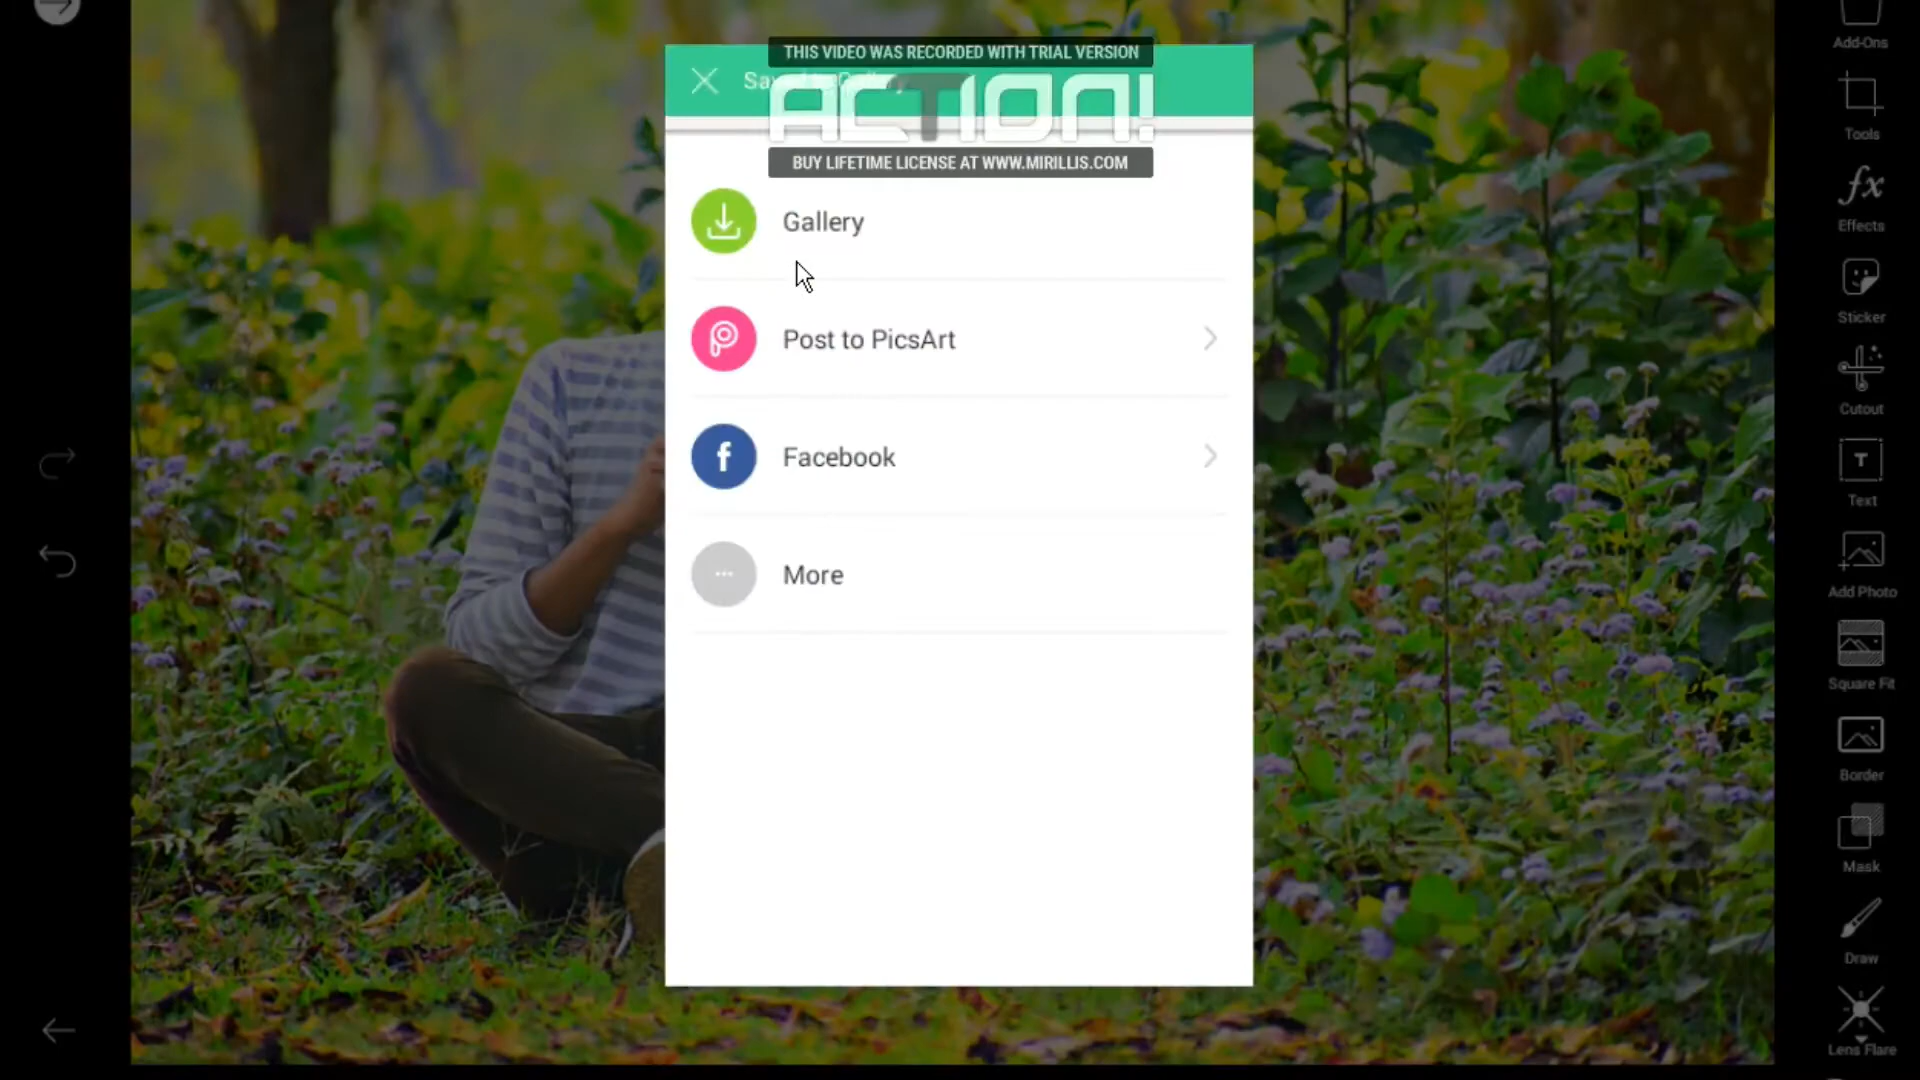 THIS VIDEO WAS RECORDED WITH TRIAL VERSION
ACTION!
BUY LIFETIME LICENSE AT WWW.MIRILLIS.COM
Gallery
Post to PicsArt
Facebook
More
Add-Ons
Tools
fx
Effects
Sticker
Cutout
T
Text
Add Photo
Square Fit
Border
Mask
Draw
Lens Flare